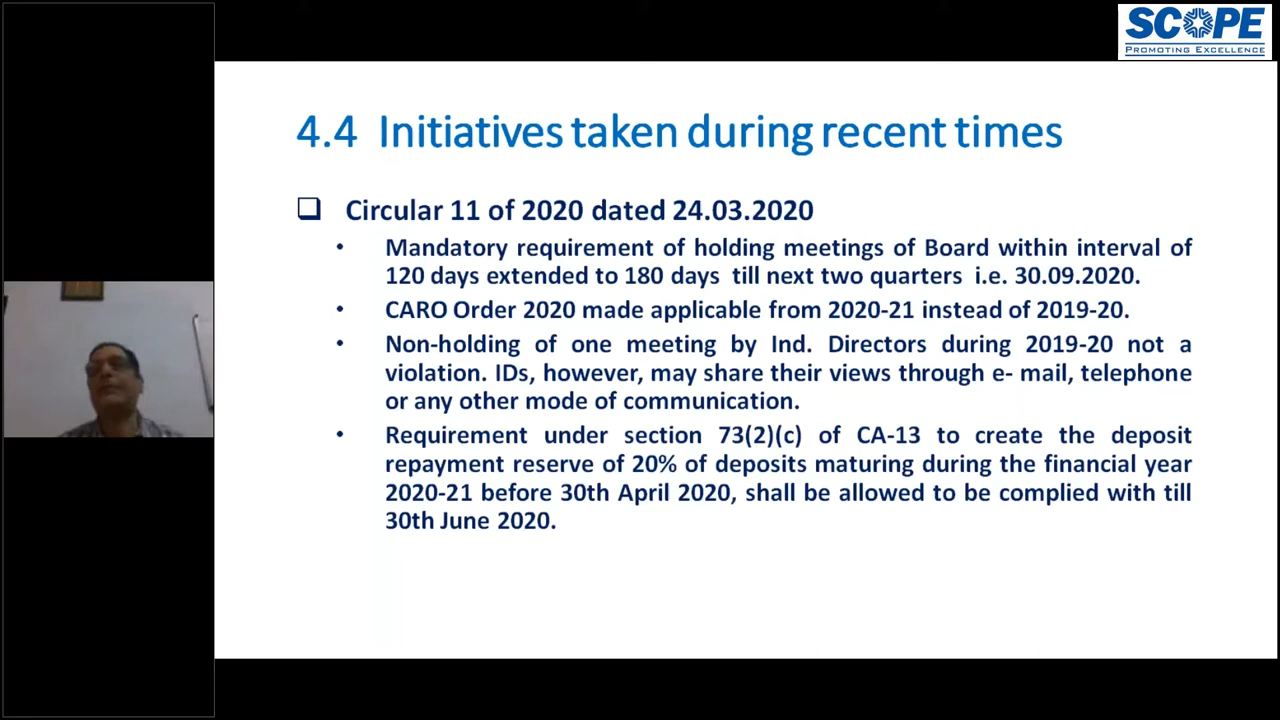 SCOPE
PROMOTING EXCELLENCE
4.4 Initiatives taken during recent times
❑ Circular 11 of 2020 dated 24.03.2020
• Mandatory requirement of holding meetings of Board within interval of
120 days extended to 180 days till next two quarters i.e. 30.09.2020.
• CARO Order 2020 made applicable from 2020-21 instead of 2019-20.
• Non-holding of one meeting by Ind. Directors during 2019-20 not a
violation. IDs, however, may share their views through e- mail, telephone
or any other mode of communication.
• Requirement under section 73(2)(c) of CA-13 to create the deposit
repayment reserve of 20% of deposits maturing during the financial year
2020-21 before 30th April 2020, shall be allowed to be complied with till
30th June 2020.